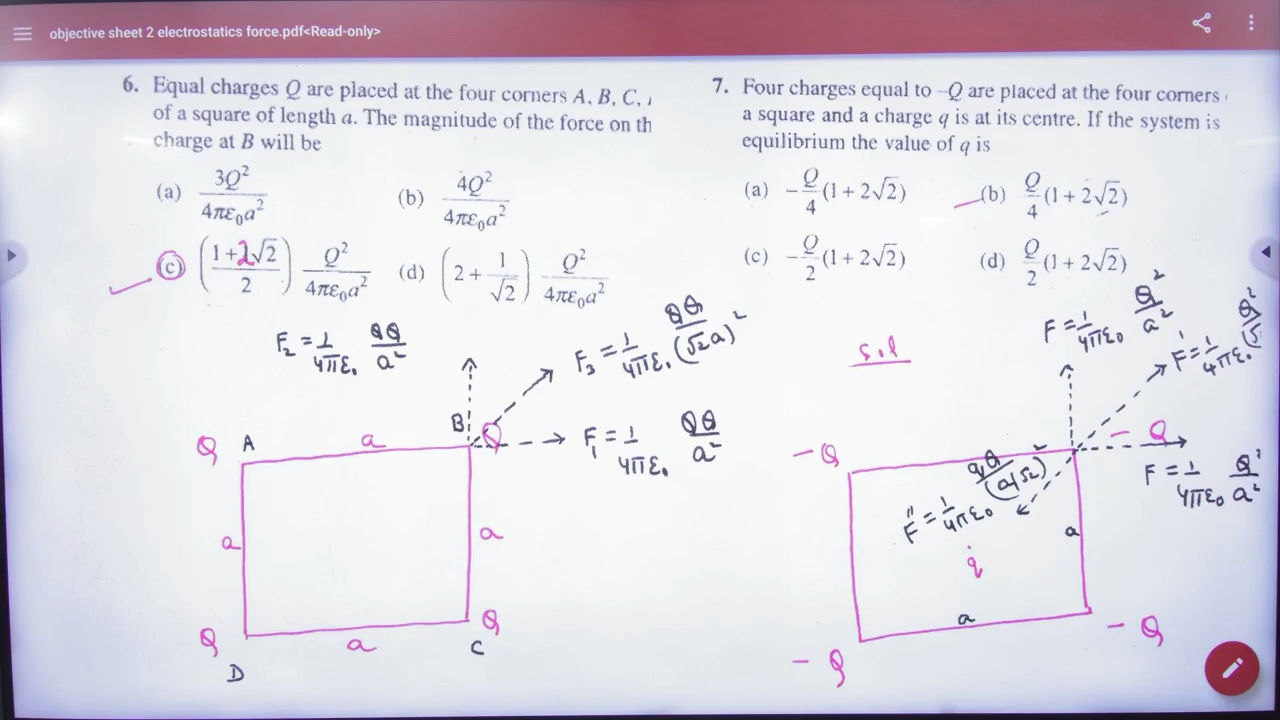 objective sheet 2 electrostatics force.pdf<Read-only>
6. Equal charges Q are placed at the four corners A, B, C,
of a square of length a. The magnitude of the force on th
charge at B will be
(a) 3Q² / 4πε₀a²
(b) 4Q² / 4πε₀a²
(c) (1+2√2 / 2) Q² / 4πε₀a²
(d) (2 + 1/√2) Q² / 4πε₀a²
F₂ = 1/4πε₀ QQ/a²
F₃ = 1/4πε₀ QQ/(√2a)²
B Q
F₁ = 1/4πε₀ QQ/a²
Q A a
a a
Q a Q
D C
7. Four charges equal to –Q are placed at the four corners
a square and a charge q is at its centre. If the system is
equilibrium the value of q is
(a) –Q/4 (1 + 2√2)
(b) Q/4 (1 + 2√2)
(c) –Q/2 (1 + 2√2)
(d) Q/2 (1 + 2√2)
Sol
F = 1/4πε₀ Q²/a²
F' = 1/4πε₀ Q²
– Q – Q
F = 1/4πε₀ Q²/a²
F" = 1/4πε₀ qQ/(a/√2)²
q a
a
– Q – Q